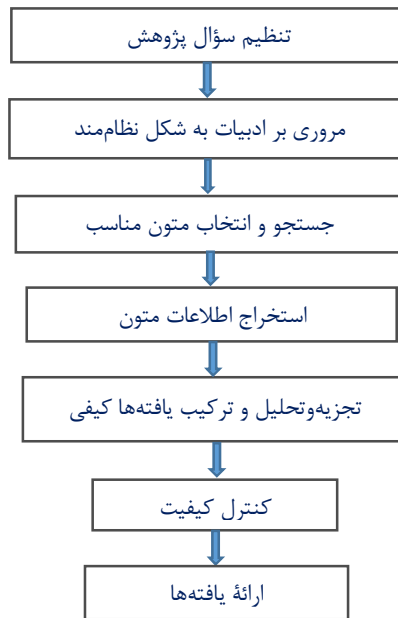 تنظیم سؤال پژوهش
مروری بر ادبیات به شکل نظام‌مند
جستجو و انتخاب متون مناسب
استخراج اطلاعات متون
تجزیه‌وتحلیل و ترکیب یافته‌ها کیفی
کنترل کیفیت
ارائهٔ یافته‌ها